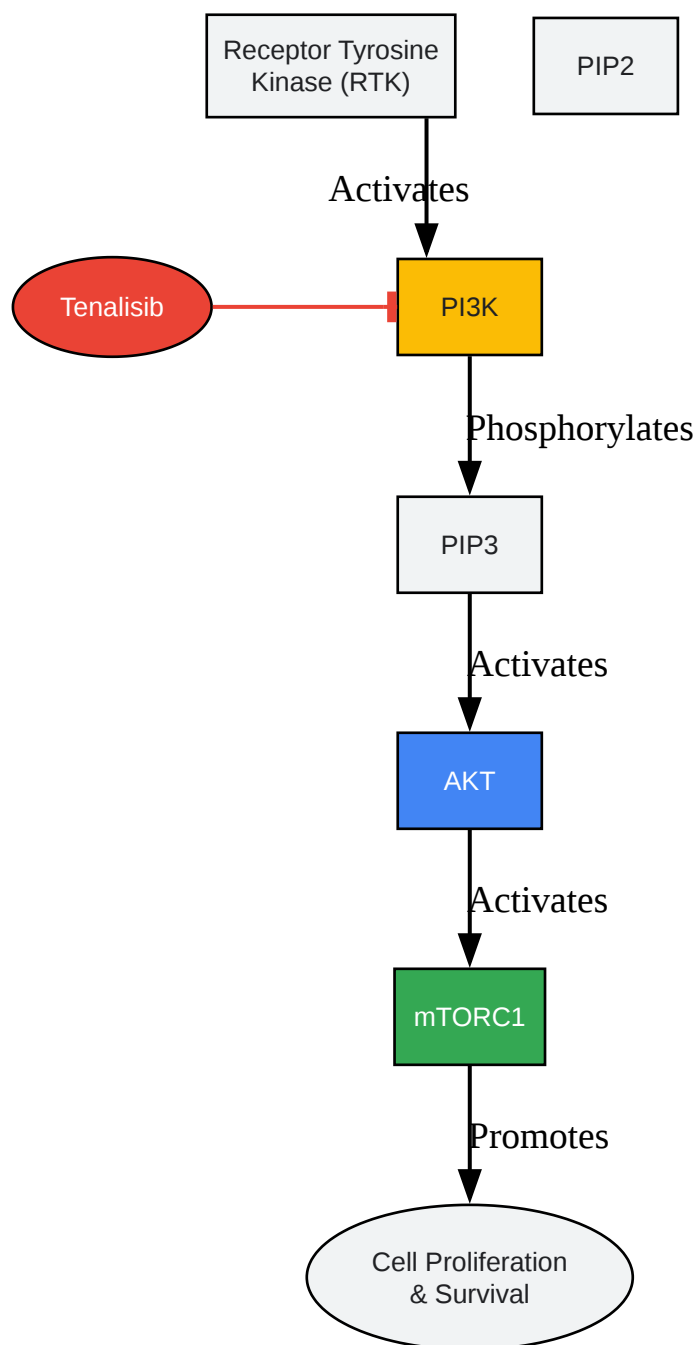 Receptor Tyrosine
Kinase (RTK)
PIP2
Activates
Tenalisib
PI3K
Phosphorylates
PIP3
Activates
AKT
Activates
mTORC1
Promotes
Cell Proliferation
& Survival